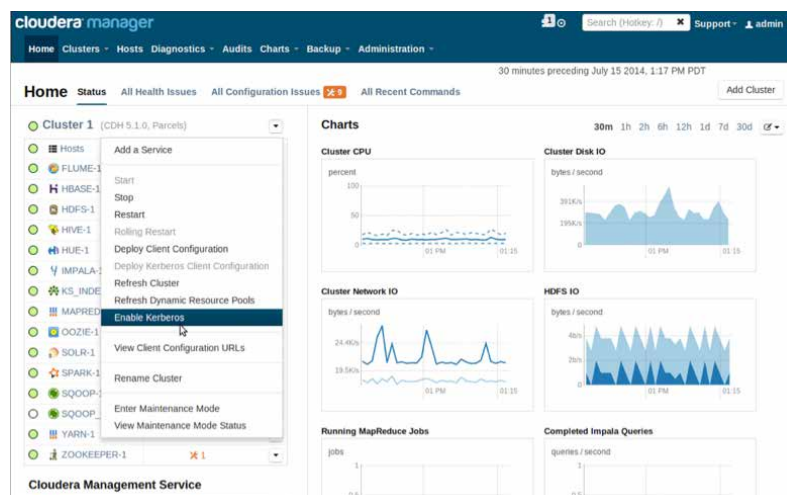 cloudera manager
1
Search (Hotkey: /)
Support
admin
Home Clusters Hosts Diagnostics Audits Charts Backup Administration
30 minutes preceding July 15 2014, 1:17 PM PDT
Home Status All Health Issues All Configuration Issues 9 All Recent Commands
Add Cluster
Cluster 1 (CDH 5.1.0, Parcels)
Hosts
FLUME-1
HBASE-1
HDFS-1
HIVE-1
HUE-1
IMPALA-
KS_INDE
MAPRED
OOZIE-1
SOLR-1
SPARK-1
SQOOP-
SQOOP_
YARN-1
ZOOKEEPER-1 1
Add a Service
Start
Stop
Restart
Rolling Restart
Deploy Client Configuration
Deploy Kerberos Client Configuration
Refresh Cluster
Refresh Dynamic Resource Pools
Enable Kerberos
View Client Configuration URLs
Rename Cluster
Enter Maintenance Mode
View Maintenance Mode Status
Cloudera Management Service
Charts
30m 1h 2h 6h 12h 1d 7d 30d
Cluster CPU
percent
100
50
0
01 PM 01:15
Cluster Disk IO
bytes / second
391K/s
195K/s
0
01 PM 01:15
Cluster Network IO
bytes / second
24.4K/s
19.5K/s
01 PM 01:15
HDFS IO
bytes / second
4b/s
2b/s
0
01 PM 01:15
Running MapReduce Jobs
jobs
1
0.5
Completed Impala Queries
queries / second
1
0.5